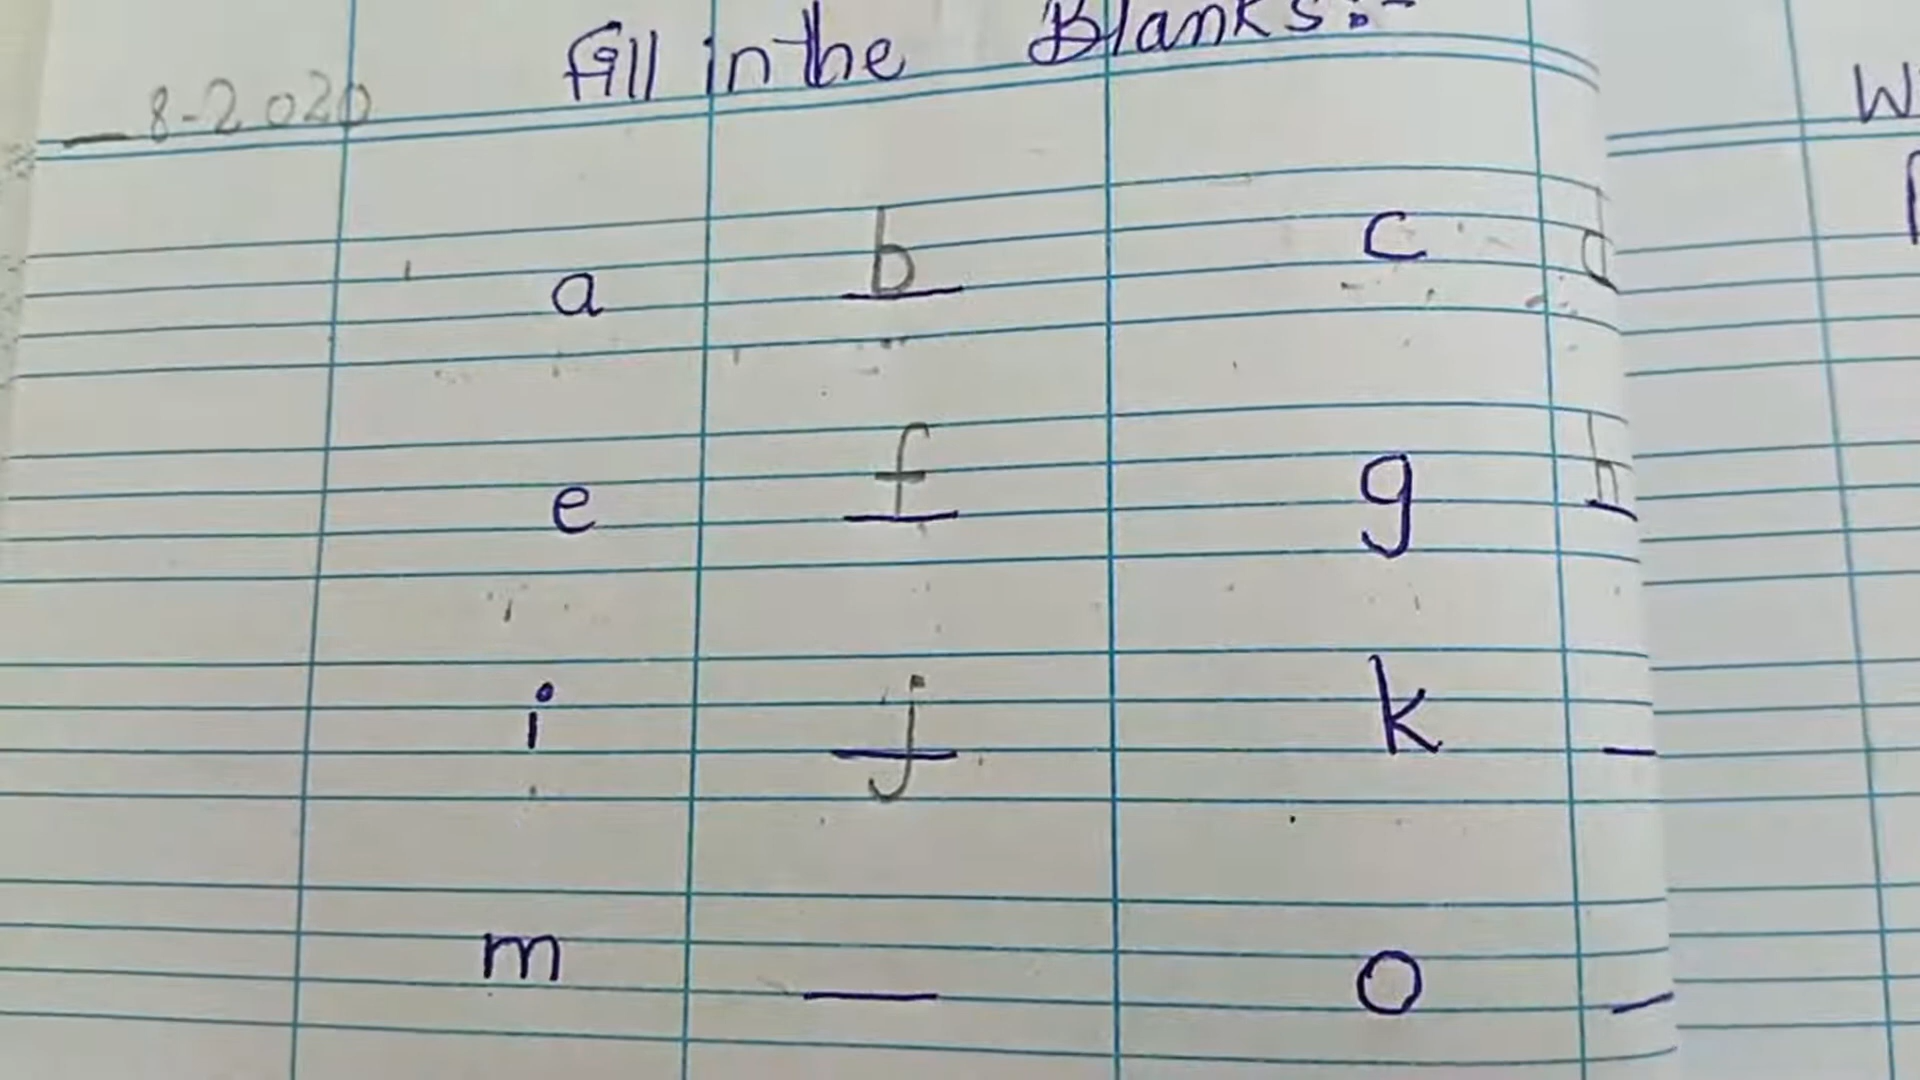 Fill in the Blanks:-
8-2020
a b c d
e f g h
i j k _
m _ o _